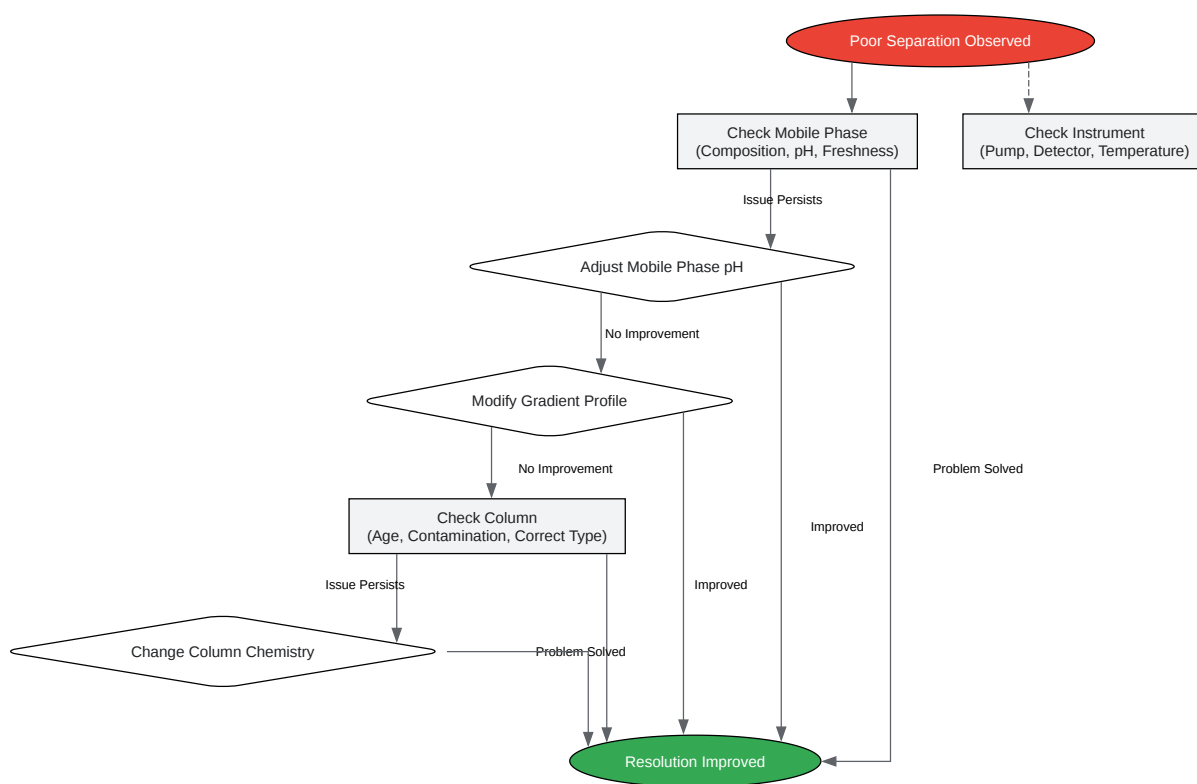 Poor Separation Observed
Check Mobile Phase
(Composition, pH, Freshness)
Check Instrument
(Pump, Detector, Temperature)
Issue Persists
Adjust Mobile Phase pH
No Improvement
Modify Gradient Profile
No Improvement
Problem Solved
Check Column
(Age, Contamination, Correct Type)
Improved
Issue Persists
Improved
Change Column Chemistry
Problem Solved
Resolution Improved